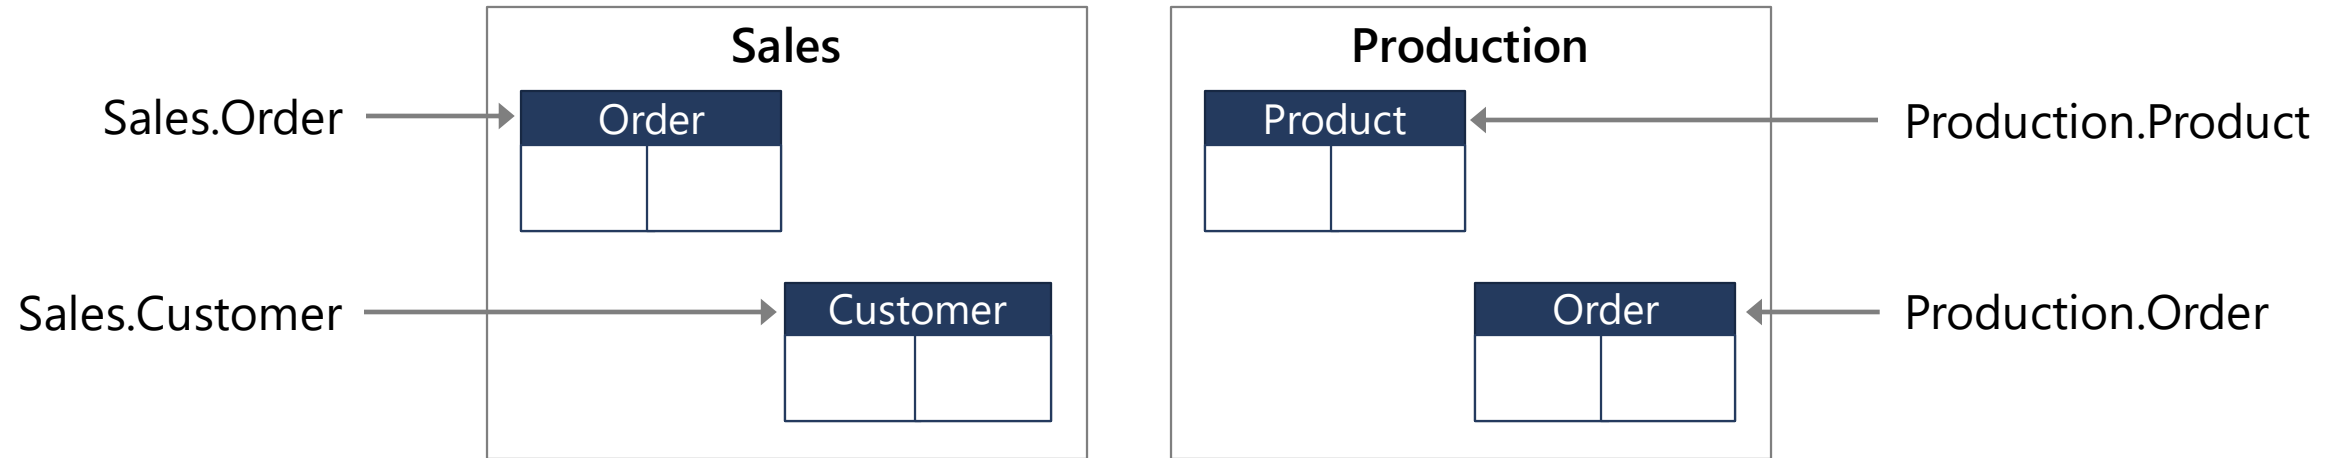 Sales
Production
Sales.Order
Order
Product
Production.Product
Sales.Customer
Customer
Order
Production.Order